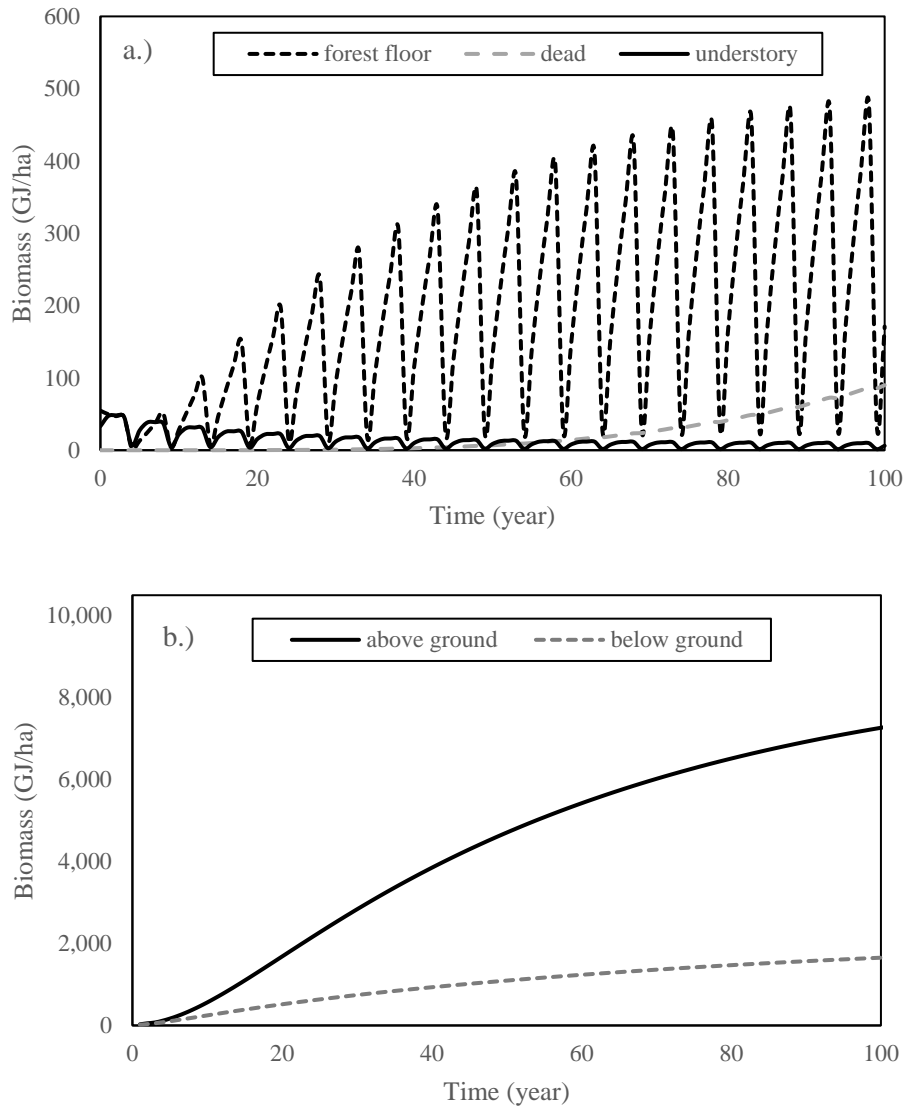 600
a.)
forest floor dead understory
500
400
300
200
100
0
Biomass (GJ/ha)
0 20 40 60 80 100
Time (year)
10,000
b.)
above ground below ground
8,000
6,000
4,000
2,000
0
Biomass (GJ/ha)
0 20 40 60 80 100
Time (year)